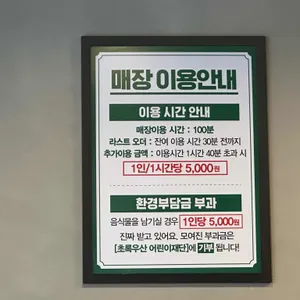 매장 이용안내
이용 시간 안내
매장이용 시간 : 100분
라스트 오더 : 잔여 이용 시간 30분 전까지
추가이용 금액 : 이용시간 1시간 40분 초과 시
1인/1시간당 5,000원
환경부담금 부과
음식물을 남기실 경우 1인당 5,000원
진짜 받고 있어요. 모여진 부과금은
[초록우산 어린이재단]에 기부 됩니다!